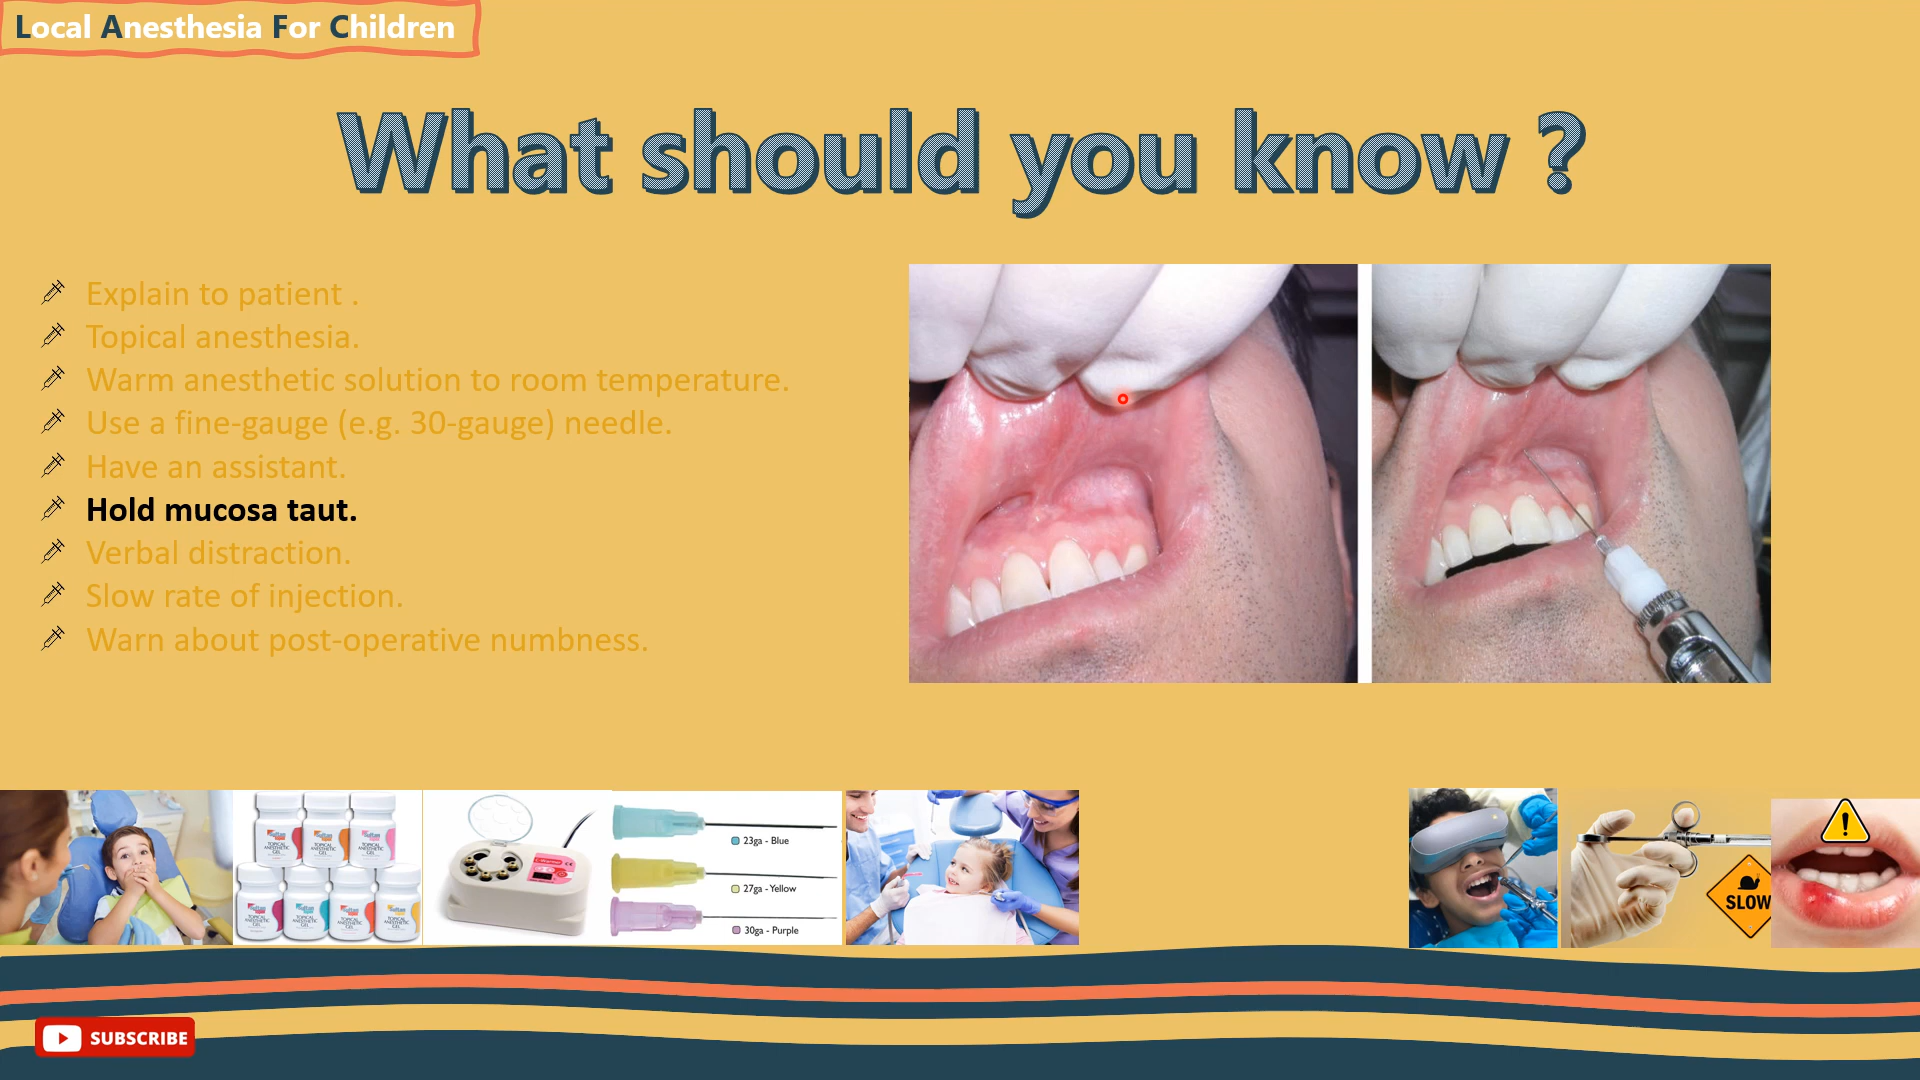 Local Anesthesia For Children
What should you know ?
Explain to patient .
Topical anesthesia.
Warm anesthetic solution to room temperature.
Use a fine-gauge (e.g. 30-gauge) needle.
Have an assistant.
Hold mucosa taut.
Verbal distraction.
Slow rate of injection.
Warn about post-operative numbness.
23ga - Blue
27ga - Yellow
30ga - Purple
SLOW
SUBSCRIBE